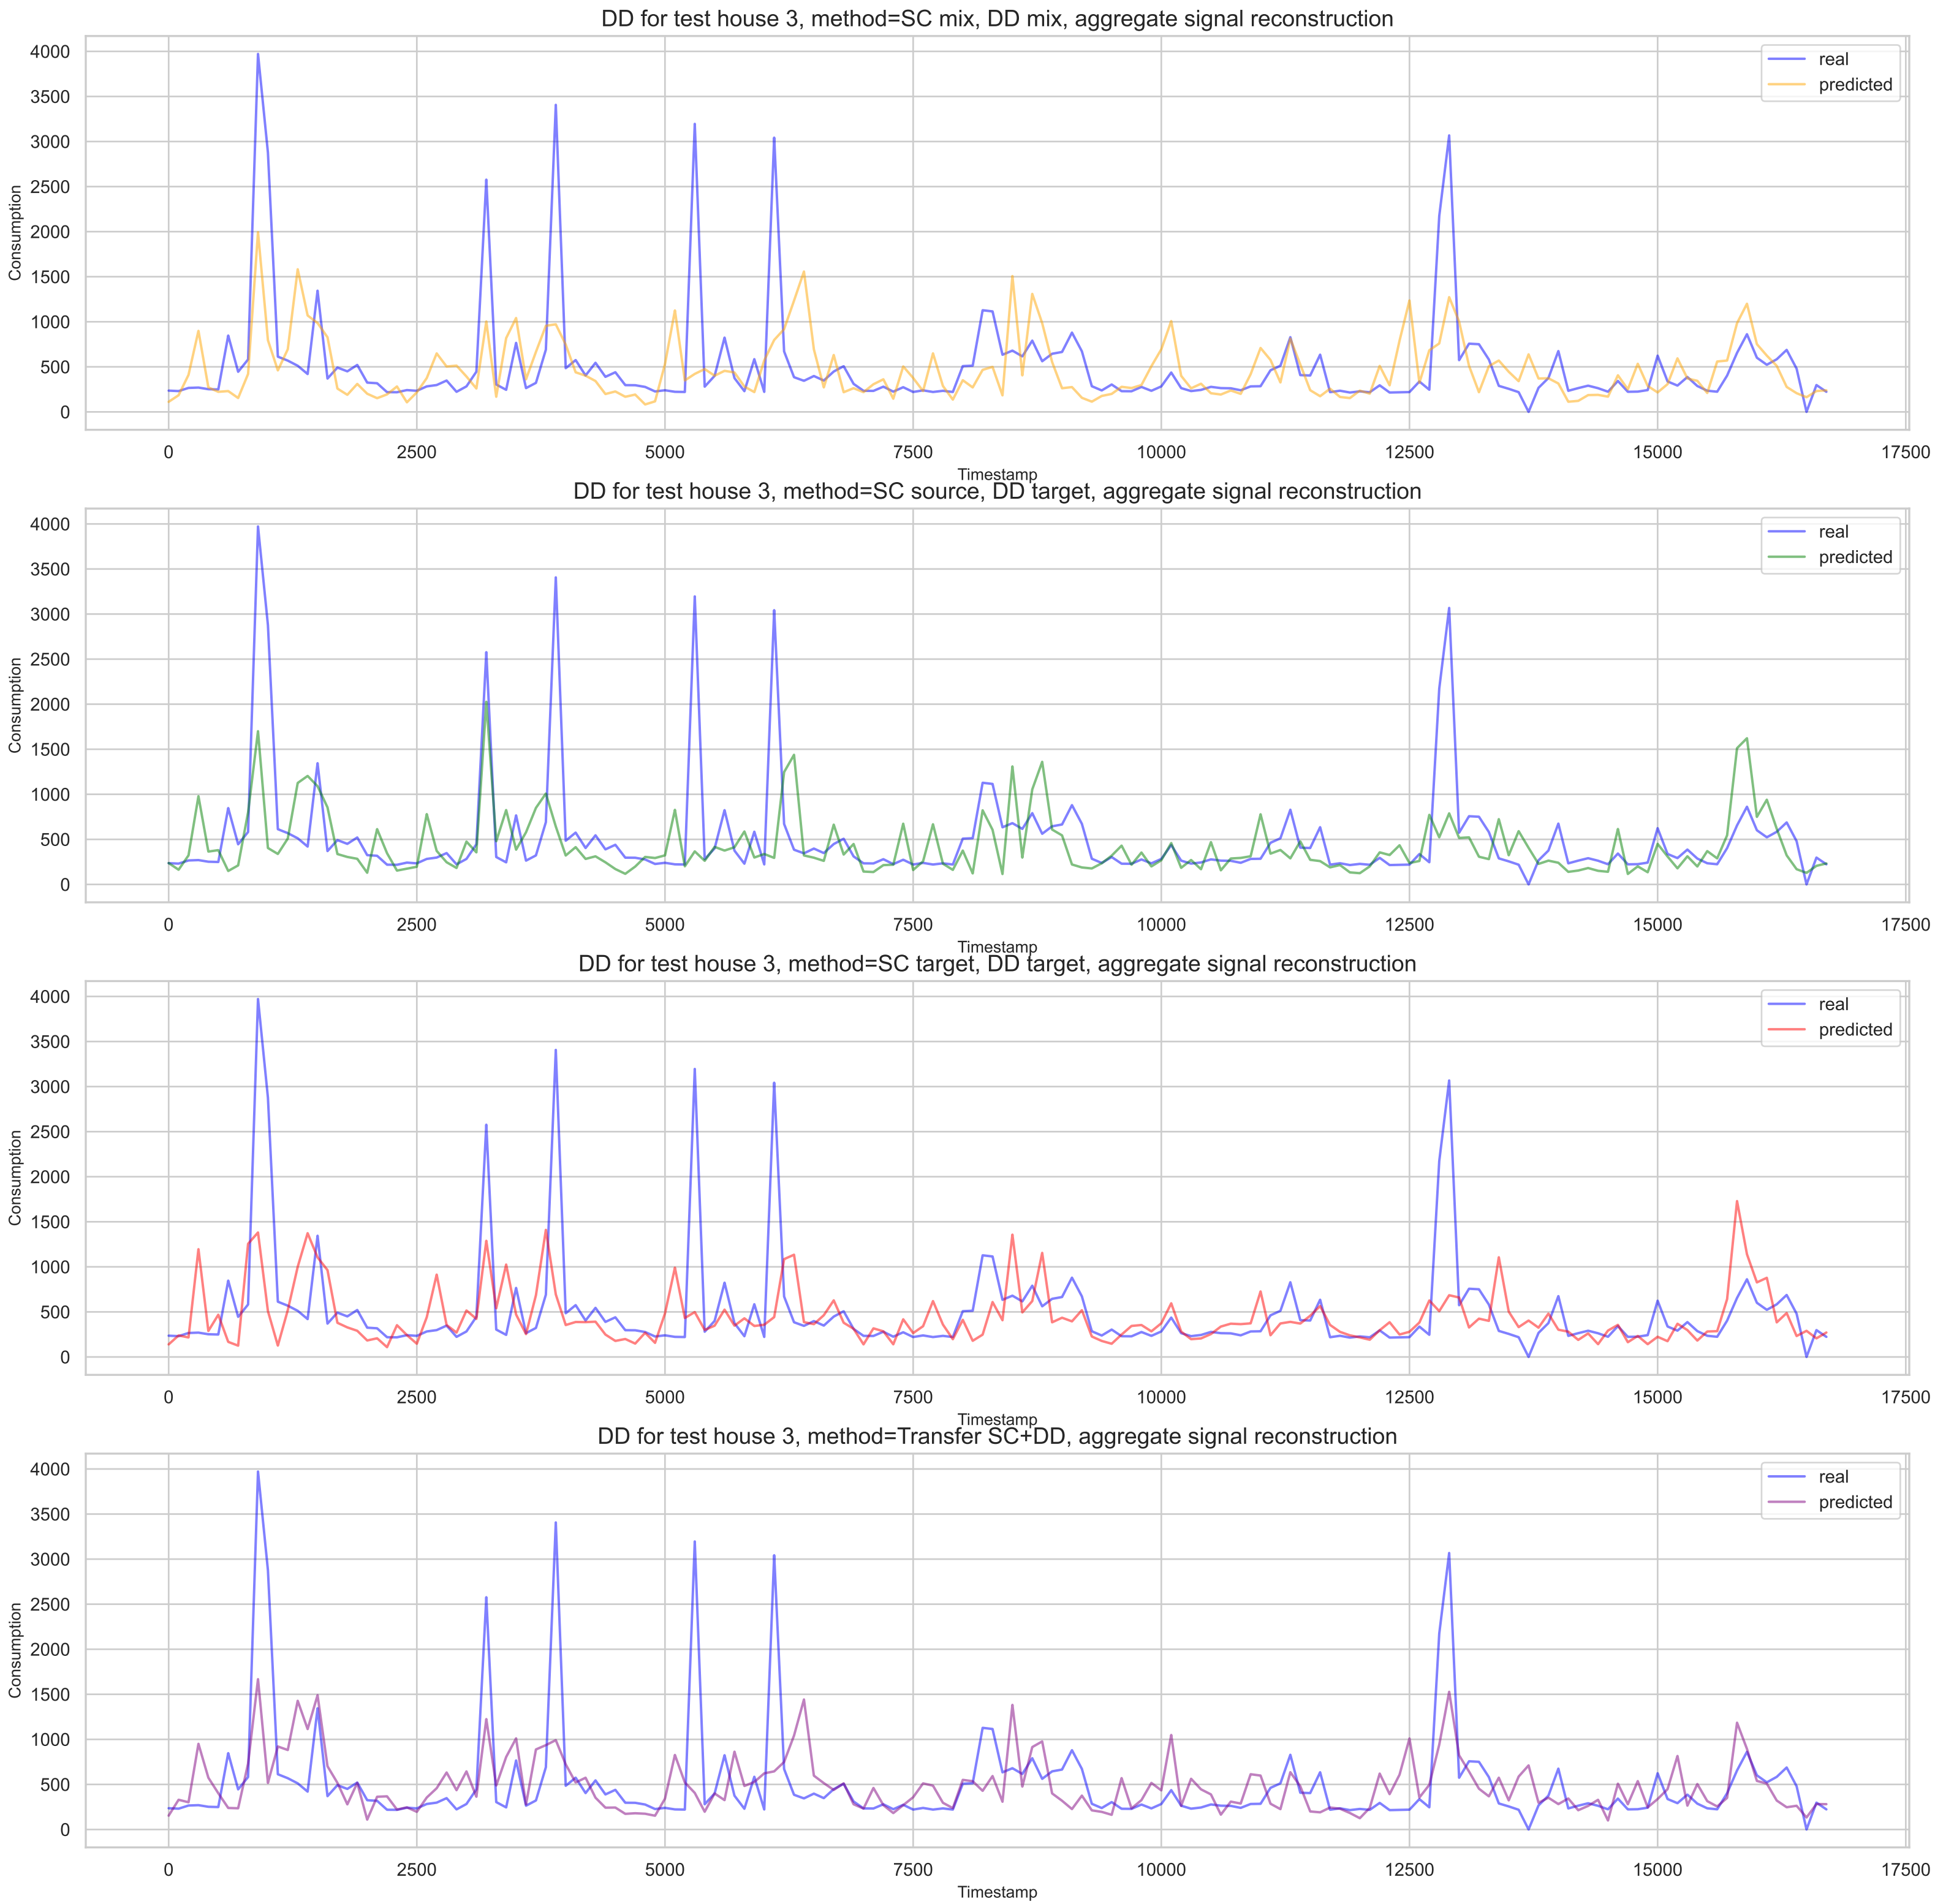 DD for test house 3, method=SC mix, DD mix, aggregate signal reconstruction
4000
3500
3000
2500
2000
1500
1000
500
0
Consumption
real
predicted
0 2500 5000 7500 10000 12500 15000 17500
Timestamp
DD for test house 3, method=SC source, DD target, aggregate signal reconstruction
4000
3500
3000
2500
2000
1500
1000
500
0
Consumption
real
predicted
0 2500 5000 7500 10000 12500 15000 17500
Timestamp
DD for test house 3, method=SC target, DD target, aggregate signal reconstruction
4000
3500
3000
2500
2000
1500
1000
500
0
Consumption
real
predicted
0 2500 5000 7500 10000 12500 15000 17500
Timestamp
DD for test house 3, method=Transfer SC+DD, aggregate signal reconstruction
4000
3500
3000
2500
2000
1500
1000
500
0
Consumption
real
predicted
0 2500 5000 7500 10000 12500 15000 17500
Timestamp